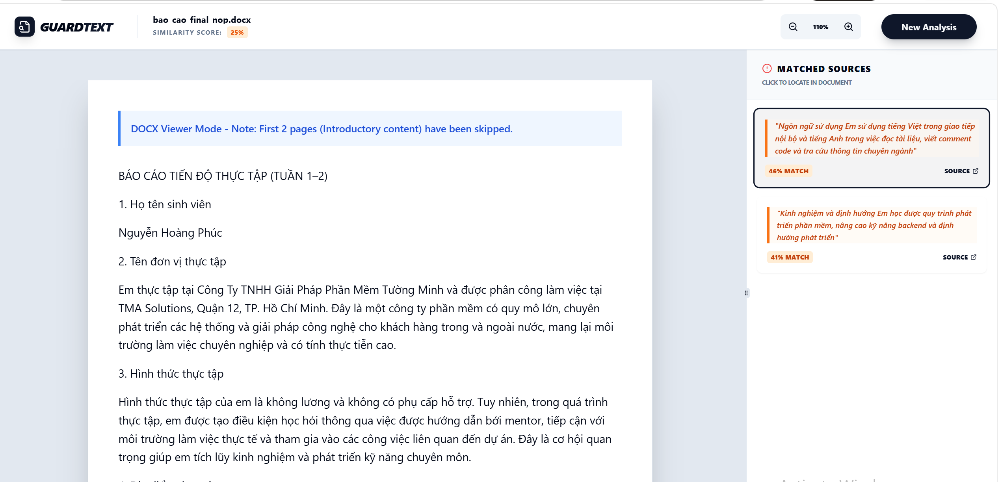 GUARDTEXT
bao cao final nop.docx
SIMILARITY SCORE: 25%
110%
New Analysis
DOCX Viewer Mode - Note: First 2 pages (Introductory content) have been skipped.
BÁO CÁO TIẾN ĐỘ THỰC TẬP (TUẦN 1–2)
1. Họ tên sinh viên
Nguyễn Hoàng Phúc
2. Tên đơn vị thực tập
Em thực tập tại Công Ty TNHH Giải Pháp Phần Mềm Tường Minh và được phân công làm việc tại
TMA Solutions, Quận 12, TP. Hồ Chí Minh. Đây là một công ty phần mềm có quy mô lớn, chuyên
phát triển các hệ thống và giải pháp công nghệ cho khách hàng trong và ngoài nước, mang lại môi
trường làm việc chuyên nghiệp và có tính thực tiễn cao.
3. Hình thức thực tập
Hình thức thực tập của em là không lương và không có phụ cấp hỗ trợ. Tuy nhiên, trong quá trình
thực tập, em được tạo điều kiện học hỏi thông qua việc được hướng dẫn bởi mentor, tiếp cận với
môi trường làm việc thực tế và tham gia vào các công việc liên quan đến dự án. Đây là cơ hội quan
trọng giúp em tích lũy kinh nghiệm và phát triển kỹ năng chuyên môn.
MATCHED SOURCES
CLICK TO LOCATE IN DOCUMENT
"Ngôn ngữ sử dụng Em sử dụng tiếng Việt trong giao tiếp
nội bộ và tiếng Anh trong việc đọc tài liệu, viết comment
code và tra cứu thông tin chuyên ngành"
46% MATCH
SOURCE
"Kinh nghiệm và định hướng Em học được quy trình phát
triển phần mềm, nâng cao kỹ năng backend và định
hướng phát triển"
41% MATCH
SOURCE